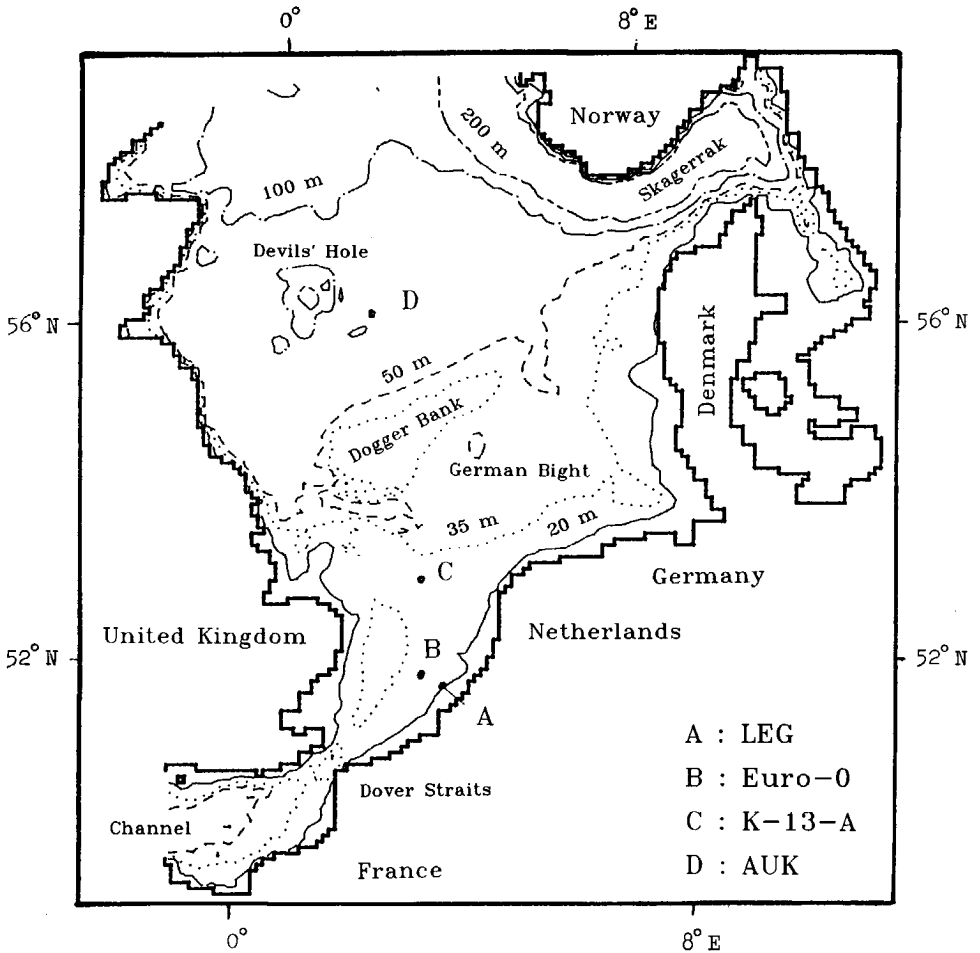 0° 8° E
Norway
200 m
Skagerrak
100 m
Devils' Hole
D
56° N 56° N
Denmark
50 m
Dogger Bank
German Bight
35 m 20 m
C
Germany
United Kingdom
Netherlands
B
52° N 52° N
A
A : LEG
B : Euro-0
Dover Straits
C : K-13-A
Channel
D : AUK
France
0° 8° E